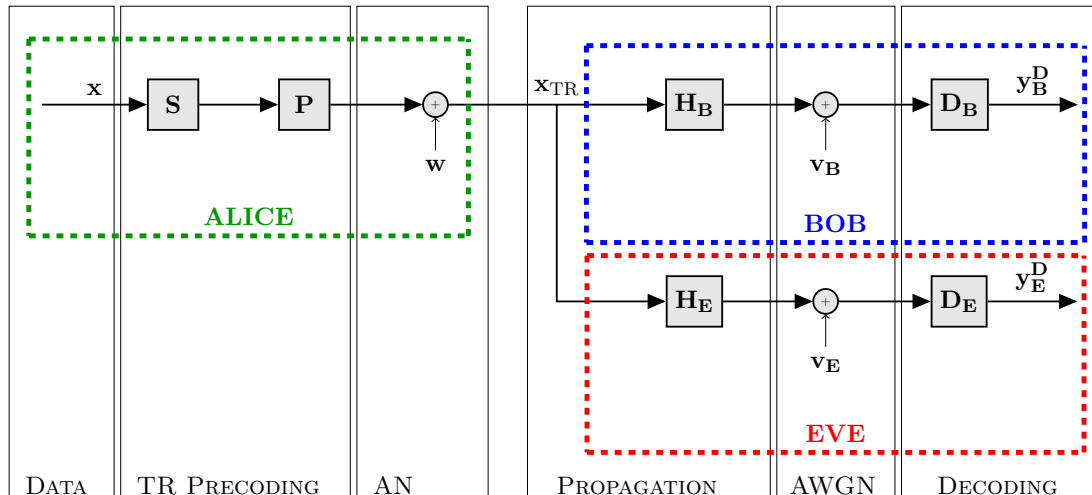 x S P + w x_TR H_B + v_B D_B y_B^D
ALICE BOB
H_E + v_E D_E y_E^D
EVE
DATA TR PRECODING AN PROPAGATION AWGN DECODING